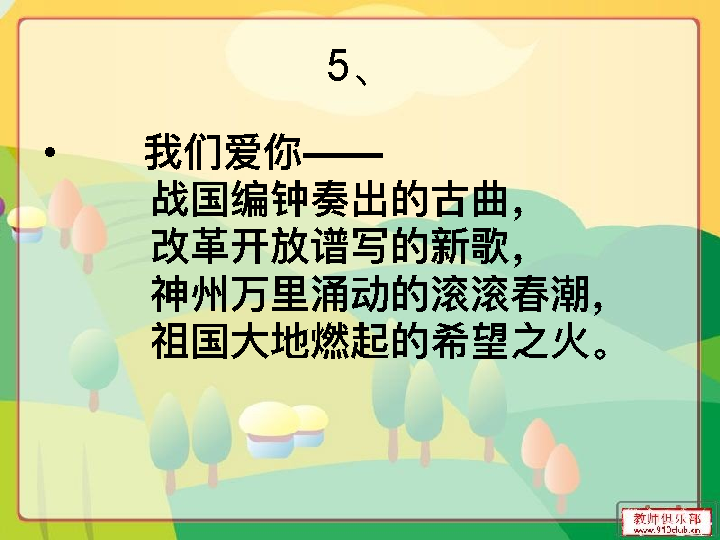 5、
• 我们爱你——
战国编钟奏出的古曲，
改革开放谱写的新歌，
神州万里涌动的滚滚春潮，
祖国大地燃起的希望之火。
教师俱乐部
www.910club.cn